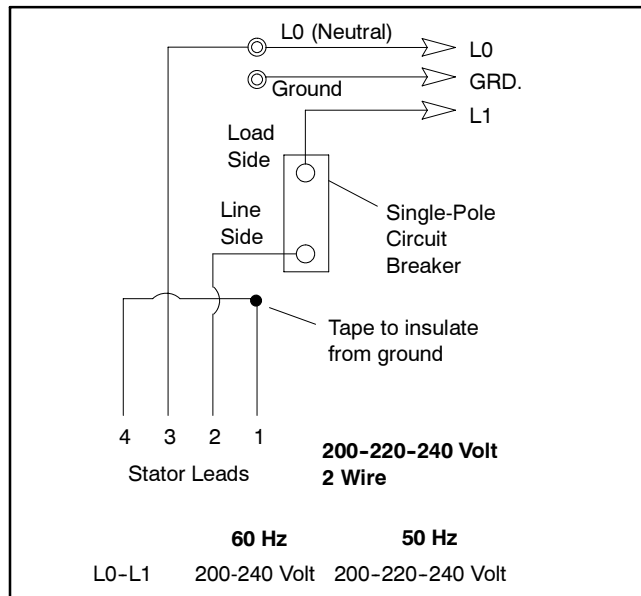 L0 (Neutral)
L0
GRD.
Ground
L1
Load
Side
Line
Side
Single-Pole
Circuit
Breaker
Tape to insulate
from ground
4 3 2 1
Stator Leads
200-220-240 Volt
2 Wire
60 Hz 50 Hz
L0-L1 200-240 Volt 200-220-240 Volt